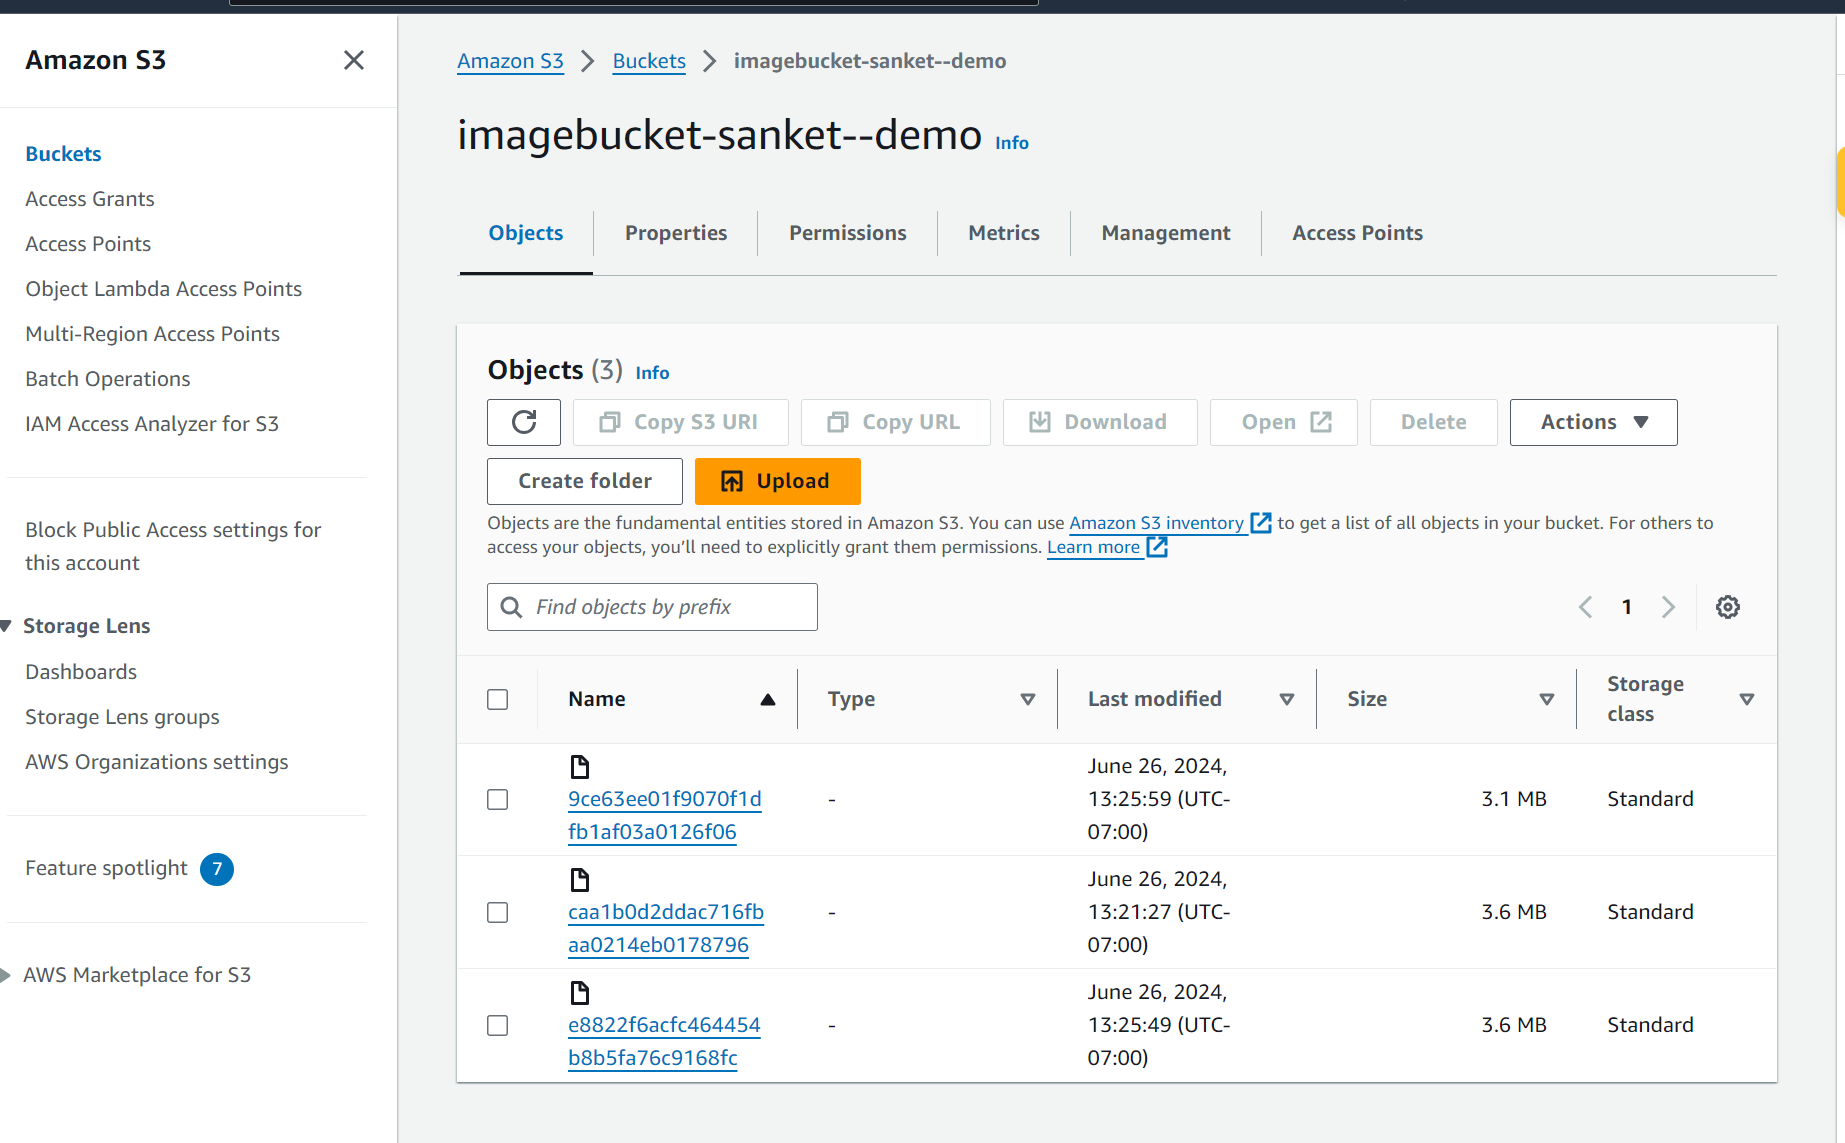 Amazon S3
Buckets
Access Grants
Access Points
Object Lambda Access Points
Multi-Region Access Points
Batch Operations
IAM Access Analyzer for S3
Block Public Access settings for
this account
Storage Lens
Dashboards
Storage Lens groups
AWS Organizations settings
Feature spotlight 7
AWS Marketplace for S3
Amazon S3 Buckets imagebucket-sanket--demo
imagebucket-sanket--demo Info
Objects Properties Permissions Metrics Management Access Points
Objects (3) Info
Copy S3 URI Copy URL Download Open Delete Actions
Create folder Upload
Objects are the fundamental entities stored in Amazon S3. You can use Amazon S3 inventory to get a list of all objects in your bucket. For others to
access your objects, you’ll need to explicitly grant them permissions. Learn more
Find objects by prefix 1
Name Type Last modified Size Storage
class
June 26, 2024,
9ce63ee01f9070f1d - 13:25:59 (UTC- 3.1 MB Standard
fb1af03a0126f06 07:00)
June 26, 2024,
caa1b0d2ddac716fb - 13:21:27 (UTC- 3.6 MB Standard
aa0214eb0178796 07:00)
June 26, 2024,
e8822f6acfc464454 - 13:25:49 (UTC- 3.6 MB Standard
b8b5fa76c9168fc 07:00)